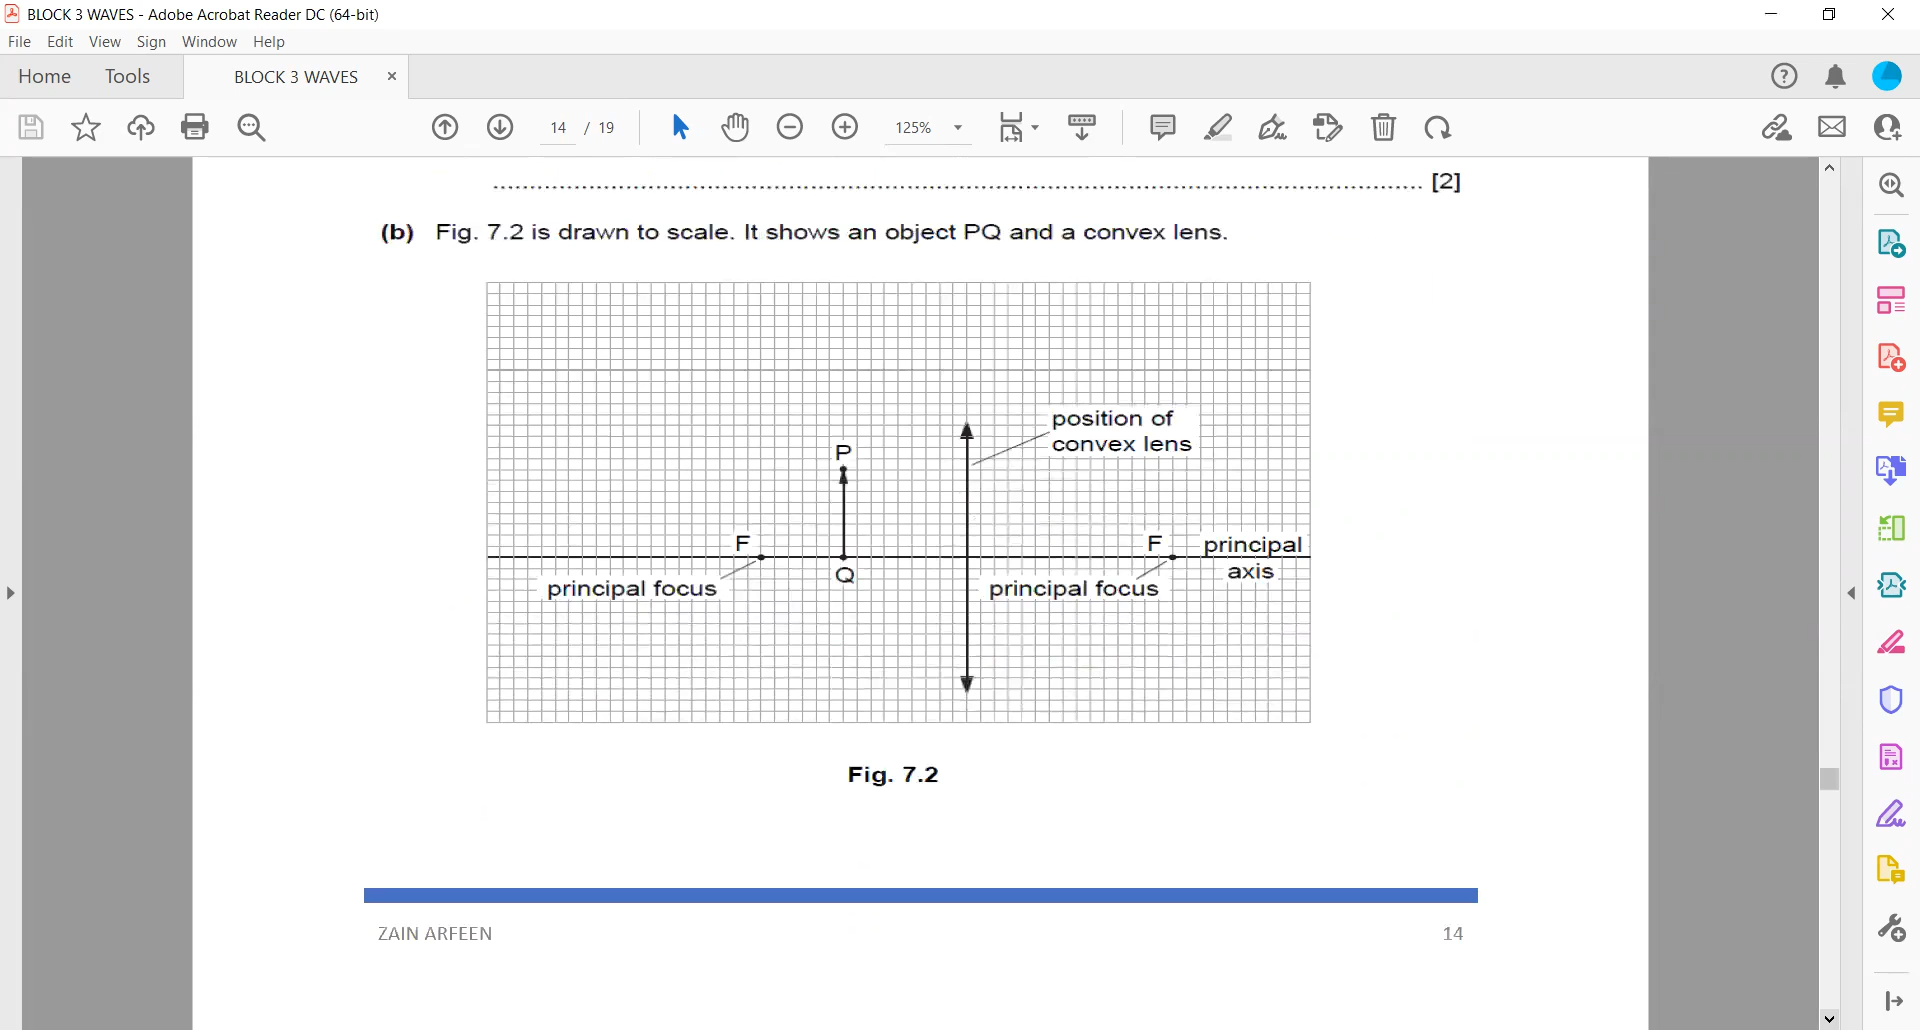 BLOCK 3 WAVES - Adobe Acrobat Reader DC (64-bit)
File Edit View Sign Window Help
Home Tools BLOCK 3 WAVES ×
14 / 19 125%
.......................................................................................................................... [2]
(b) Fig. 7.2 is drawn to scale. It shows an object PQ and a convex lens.
position of
convex lens
P
F
F
principal
axis
Q
principal focus
principal focus
Fig. 7.2
ZAIN ARFEEN
14